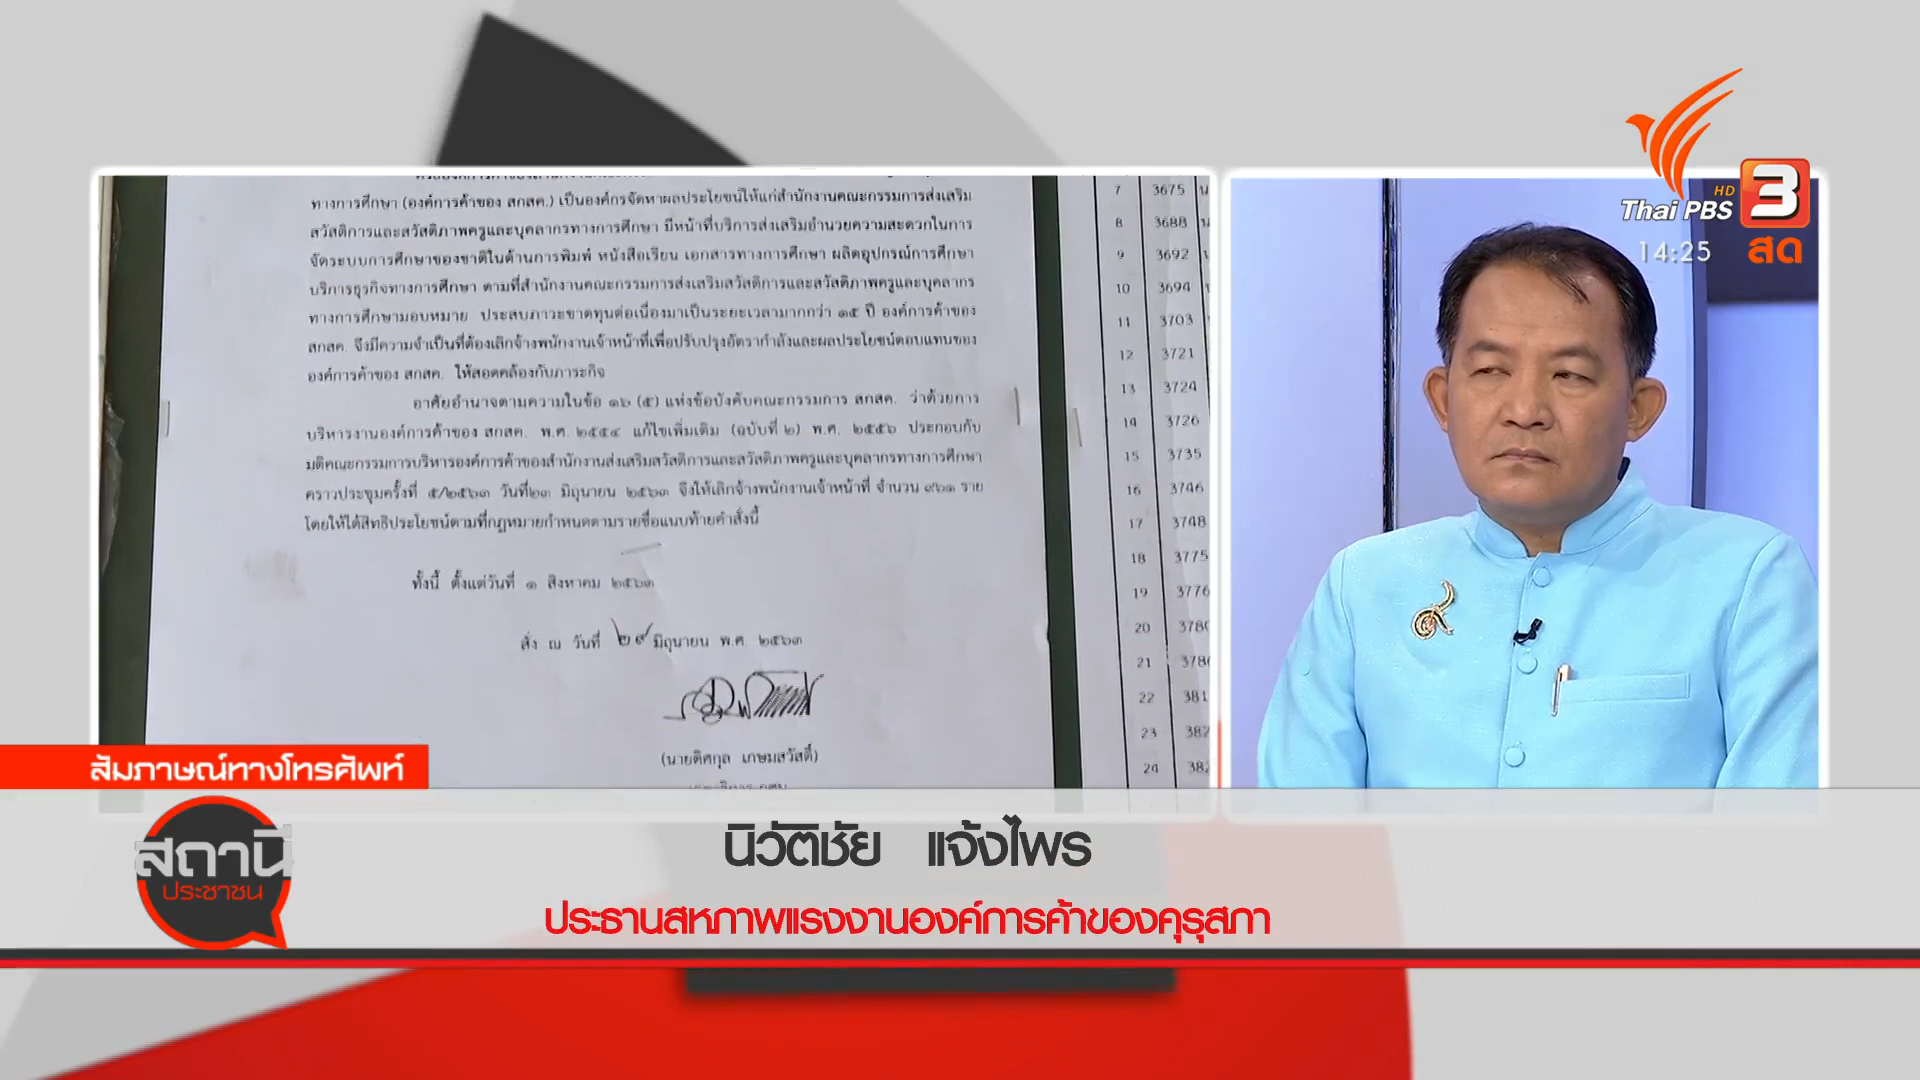 ทางการศึกษา (องค์การค้าของ สกสค.) เป็นองค์กรจัดหาผลประโยชน์ให้แก่สำนักงานคณะกรรมการส่งเสริม
สวัสดิการและสวัสดิภาพครูและบุคลากรทางการศึกษา มีหน้าที่บริการส่งเสริมอำนวยความสะดวกในการ
จัดระบบการศึกษาของชาติในด้านการพิมพ์ หนังสือเรียน เอกสารทางการศึกษา ผลิตอุปกรณ์การศึกษา
บริการธุรกิจทางการศึกษา ตามที่สำนักงานคณะกรรมการส่งเสริมสวัสดิการและสวัสดิภาพครูและบุคลากร
ทางการศึกษามอบหมาย ประสบภาวะขาดทุนต่อเนื่องมาเป็นระยะเวลามากกว่า ๑๕ ปี องค์การค้าของ
สกสค. จึงมีความจำเป็นที่ต้องเลิกจ้างพนักงานเจ้าหน้าที่เพื่อปรับปรุงอัตรากำลังและผลประโยชน์ตอบแทนของ
องค์การค้าของ สกสค. ให้สอดคล้องกับภาระกิจ
อาศัยอำนาจตามความในข้อ ๑๖ (๕) แห่งข้อบังคับคณะกรรมการ สกสค. ว่าด้วยการ
บริหารงานองค์การค้าของ สกสค. พ.ศ. ๒๕๕๔ แก้ไขเพิ่มเติม (ฉบับที่ ๒) พ.ศ. ๒๕๕๖ ประกอบกับ
มติคณะกรรมการบริหารองค์การค้าของสำนักงานส่งเสริมสวัสดิการและสวัสดิภาพครูและบุคลากรทางการศึกษา
คราวประชุมครั้งที่ ๕/๒๕๖๓ วันที่๒๓ มิถุนายน ๒๕๖๓ จึงให้เลิกจ้างพนักงานเจ้าหน้าที่ จำนวน ๙๖๑ ราย
โดยให้ได้สิทธิประโยชน์ตามที่กฎหมายกำหนดตามรายชื่อแนบท้ายคำสั่งนี้
ทั้งนี้ ตั้งแต่วันที่ ๑ สิงหาคม ๒๕๖๓
สั่ง ณ วันที่ ๒๙ มิถุนายน พ.ศ. ๒๕๖๓
(นายดิศกุล เกษมสวัสดิ์)
7 3675
8 3688
9 3692
10 3694
11 3703
12 3721
13 3724
14 3726
15 3735
16 3746
17 3748
18 3775
19 3776
20 378
21 378
22 381
23 382
24 382
HD
Thai PBS 3
14:25 สด
สัมภาษณ์ทางโทรศัพท์
สถานี
ประชาชน
นิวัติชัย แจ้งไพร
ประธานสหภาพแรงงานองค์การค้าของคุรุสภา